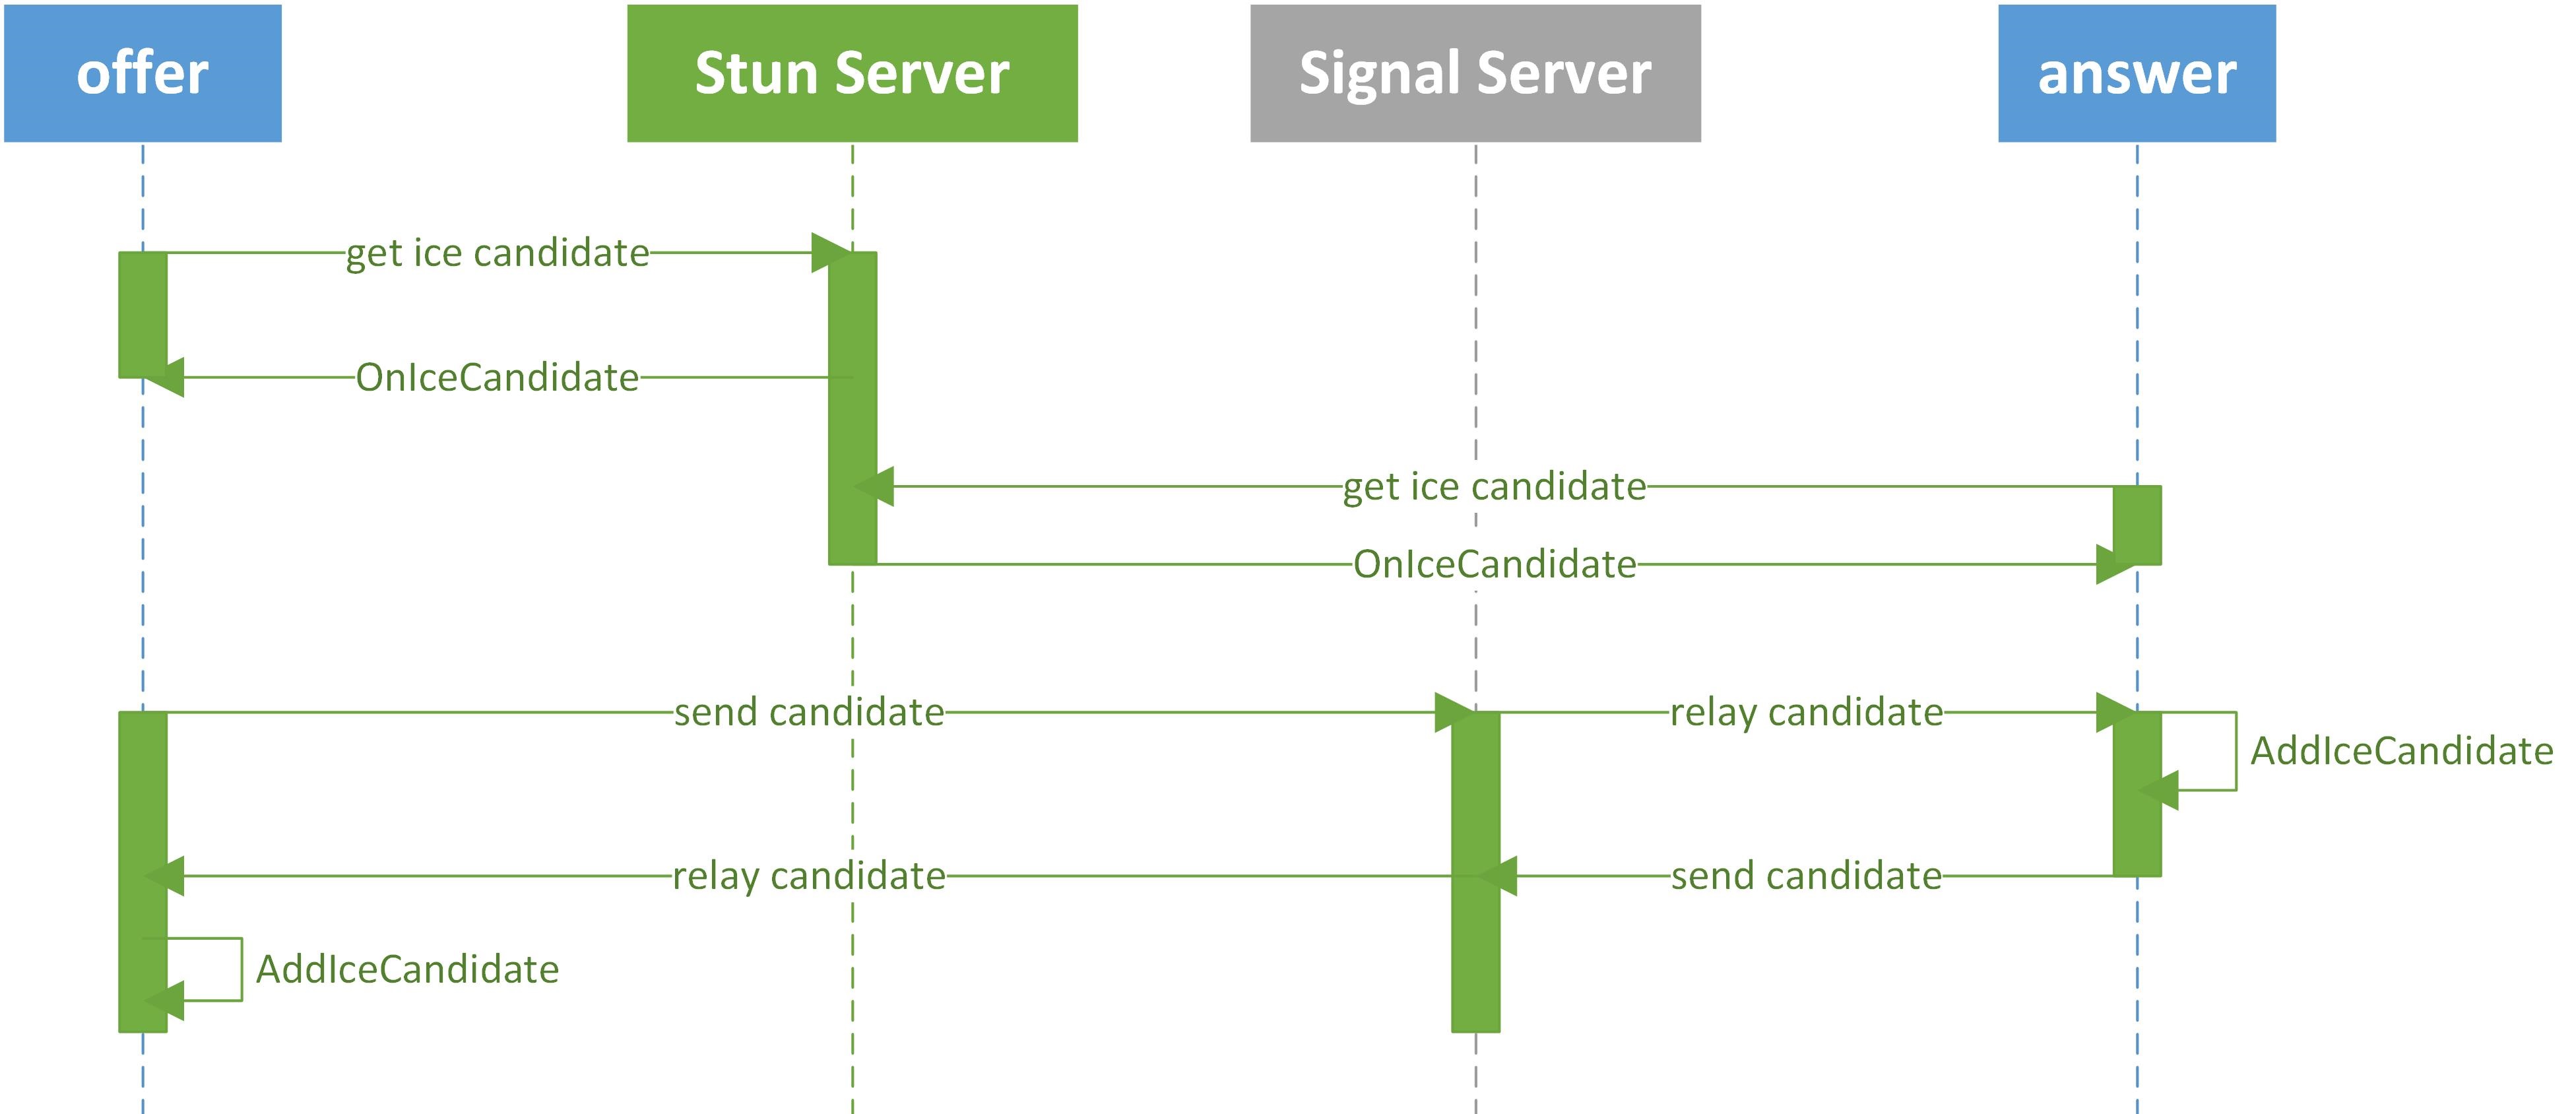 offer
Stun Server
Signal Server
answer
get ice candidate
OnIceCandidate
get ice candidate
OnIceCandidate
send candidate
relay candidate
AddIceCandidate
relay candidate
send candidate
AddIceCandidate